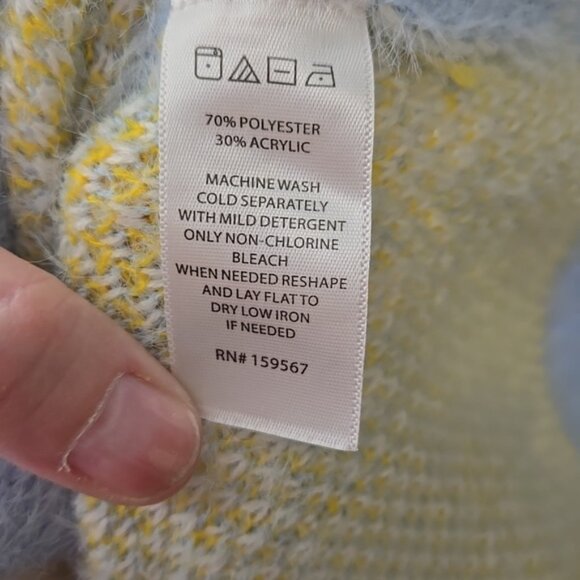 70% POLYESTER
30% ACRYLIC
MACHINE WASH
COLD SEPARATELY
WITH MILD DETERGENT
ONLY NON-CHLORINE
BLEACH
WHEN NEEDED RESHAPE
AND LAY FLAT TO
DRY LOW IRON
IF NEEDED
RN# 159567